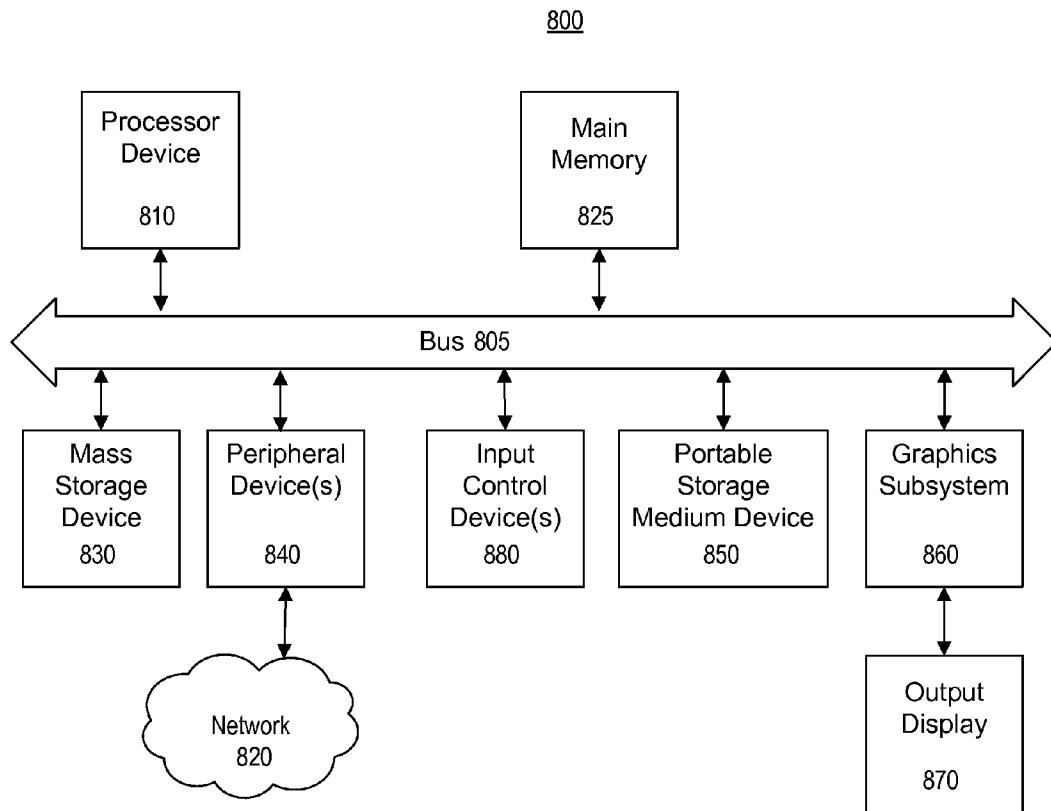 800
Processor
Device
810
Main
Memory
825
Bus 805
Mass
Storage
Device
830
Peripheral
Device(s)
840
Input
Control
Device(s)
880
Portable
Storage
Medium Device
850
Graphics
Subsystem
860
Network
820
Output
Display
870